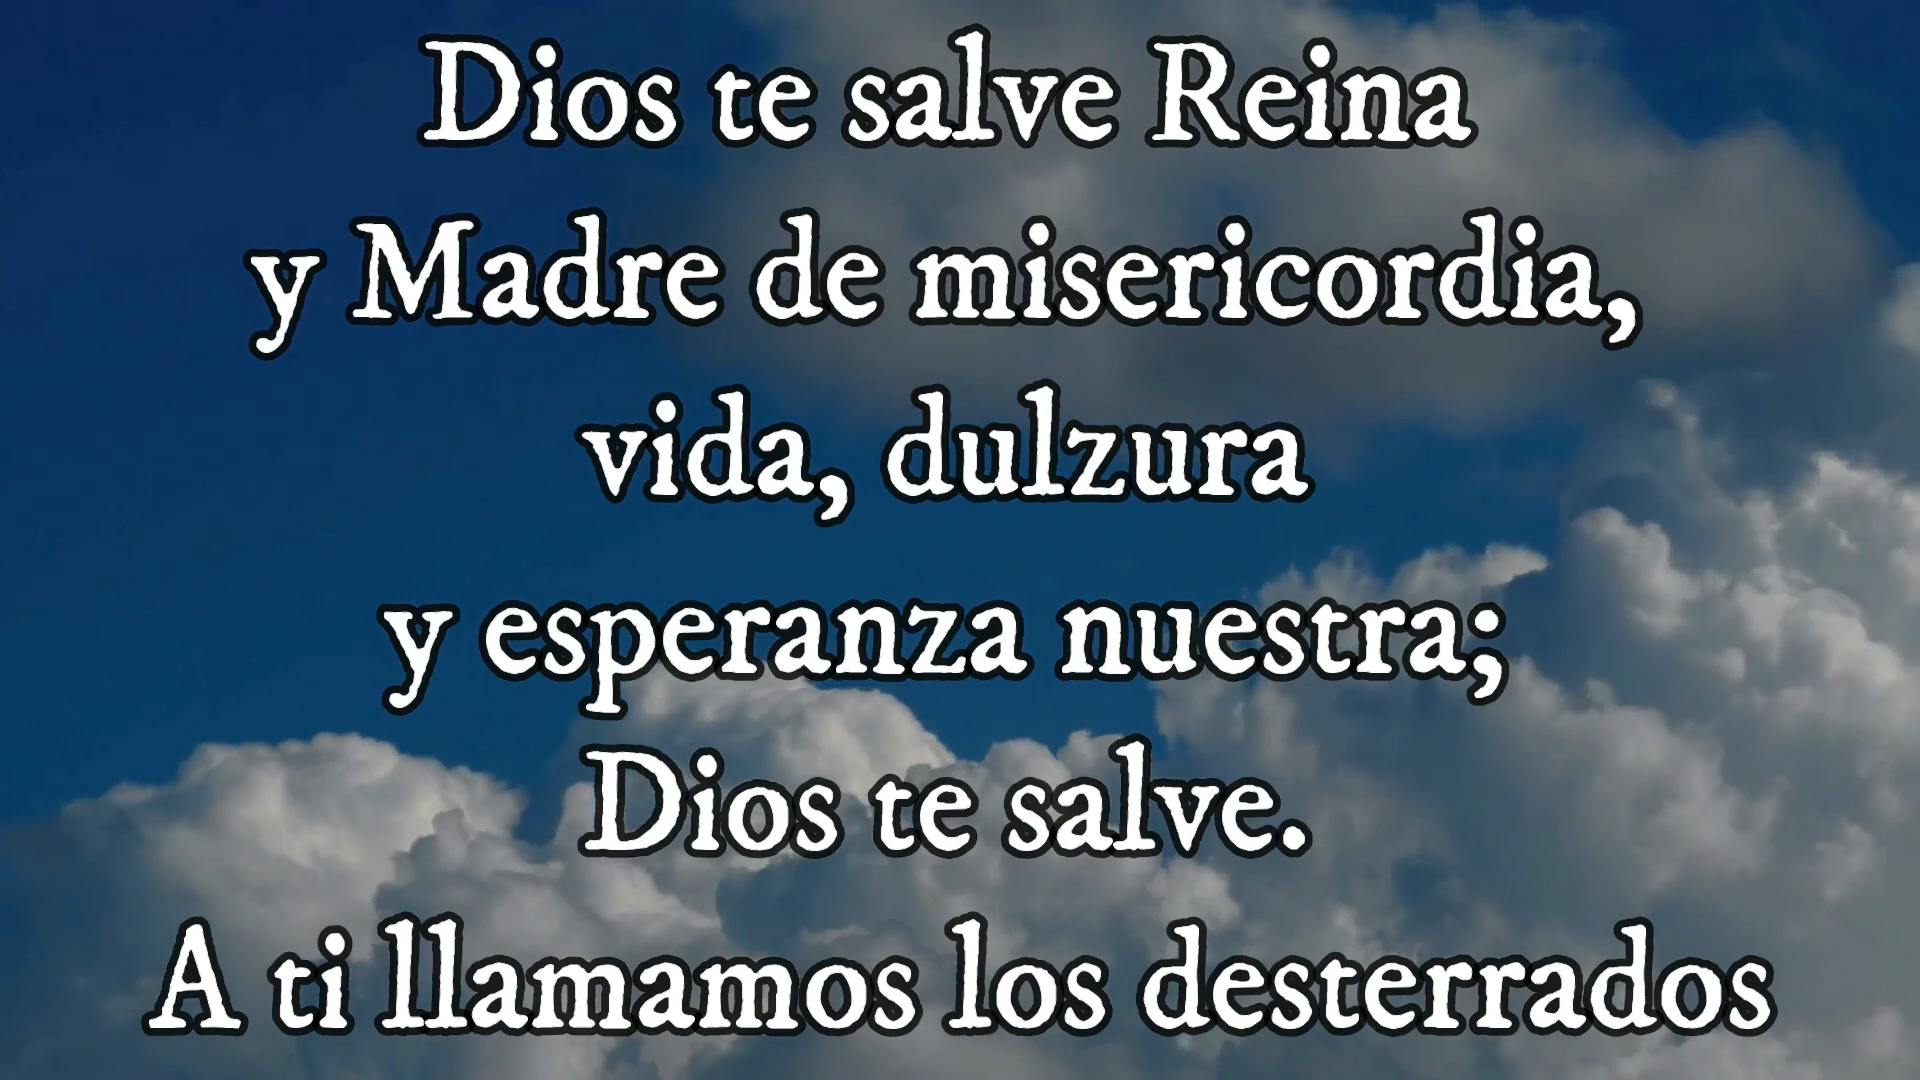 Dios te salve Reina
y Madre de misericordia,
vida, dulzura
y esperanza nuestra;
Dios te salve.
A ti llamamos los desterrados